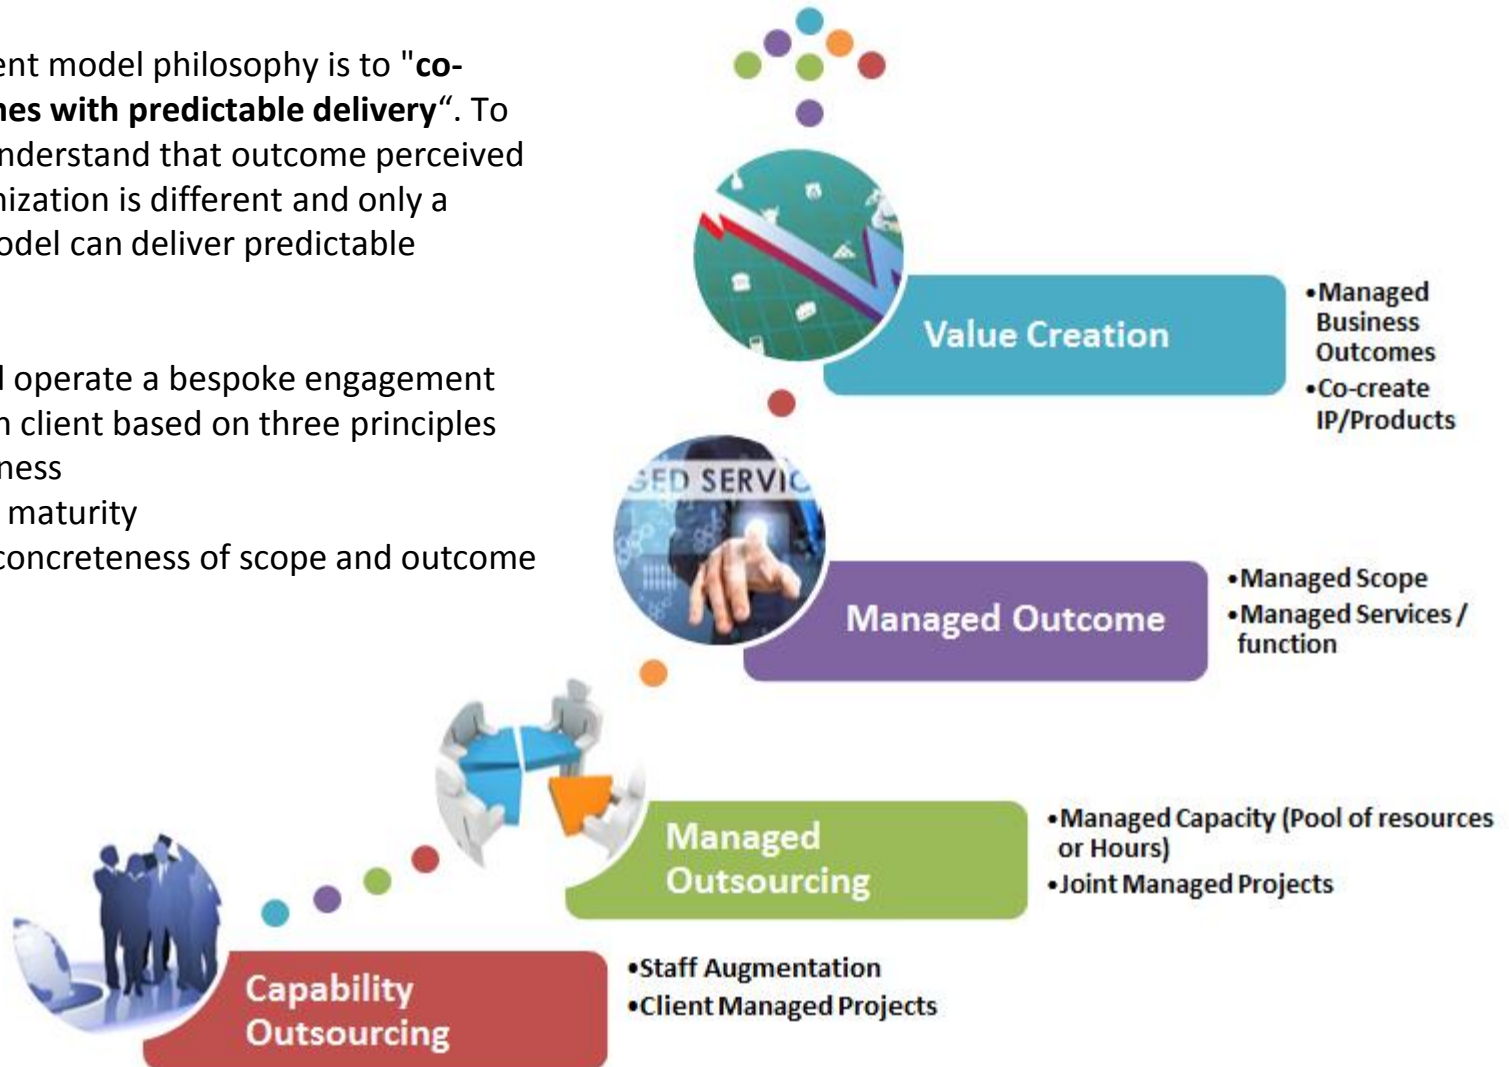 ent model philosophy is to "co-
nes with predictable delivery“. To
nderstand that outcome perceived
nization is different and only a
odel can deliver predictable
l operate a bespoke engagement
n client based on three principles
ness
maturity
concreteness of scope and outcome
Value Creation
•Managed
Business
Outcomes
•Co-create
IP/Products
GED SERVIC
Managed Outcome
•Managed Scope
•Managed Services /
function
Managed
Outsourcing
•Managed Capacity (Pool of resources
or Hours)
•Joint Managed Projects
Capability
Outsourcing
•Staff Augmentation
•Client Managed Projects